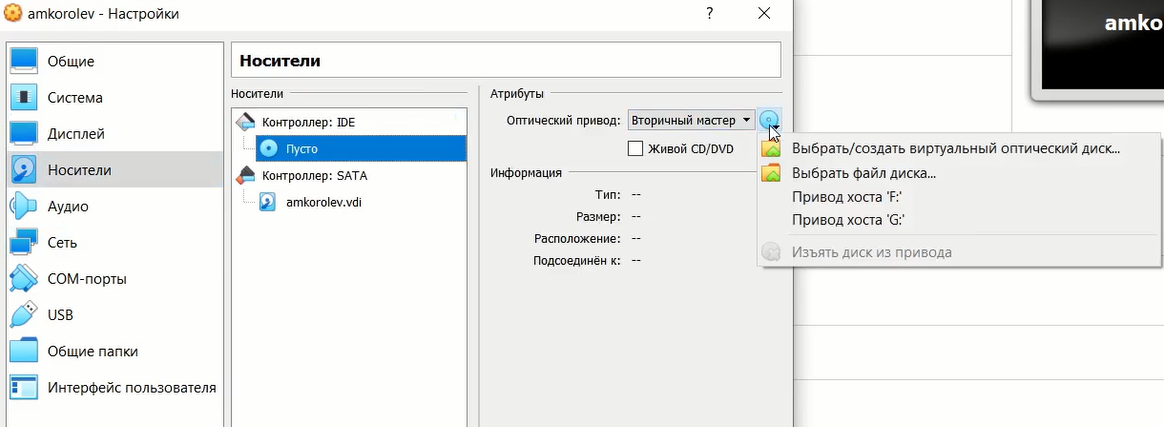 amkorolev - Настройки
?
amko
Общие
Система
Дисплей
Носители
Аудио
Сеть
COM-порты
USB
Общие папки
Интерфейс пользователя
Носители
Носители
Контроллер: IDE
Пусто
Контроллер: SATA
amkorolev.vdi
Атрибуты
Оптический привод: Вторичный мастер
Живой CD/DVD
Информация
Тип: --
Размер: --
Расположение: --
Подсоединён к: --
Выбрать/создать виртуальный оптический диск...
Выбрать файл диска...
Привод хоста 'F:'
Привод хоста 'G:'
Изъять диск из привода